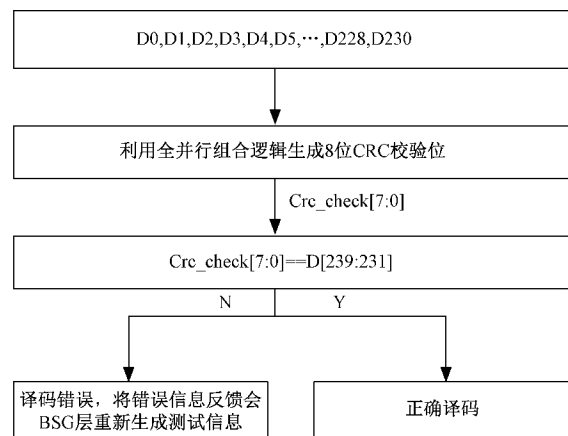 D0,D1,D2,D3,D4,D5,…,D228,D230
利用全并行组合逻辑生成8位CRC校验位
Crc_check[7:0]
Crc_check[7:0]==D[239:231]
N
Y
译码错误，将错误信息反馈会
BSG层重新生成测试信息
正确译码